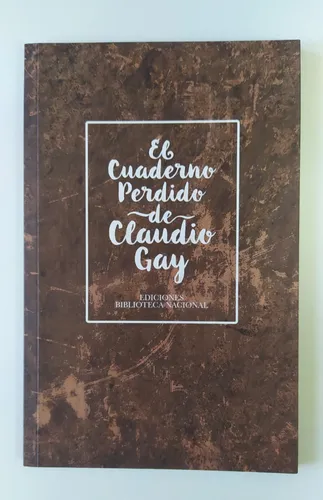 El
Cuaderno
Perdido
~de~
Claudio
Gay
EDICIONES
BIBLIOTECA NACIONAL